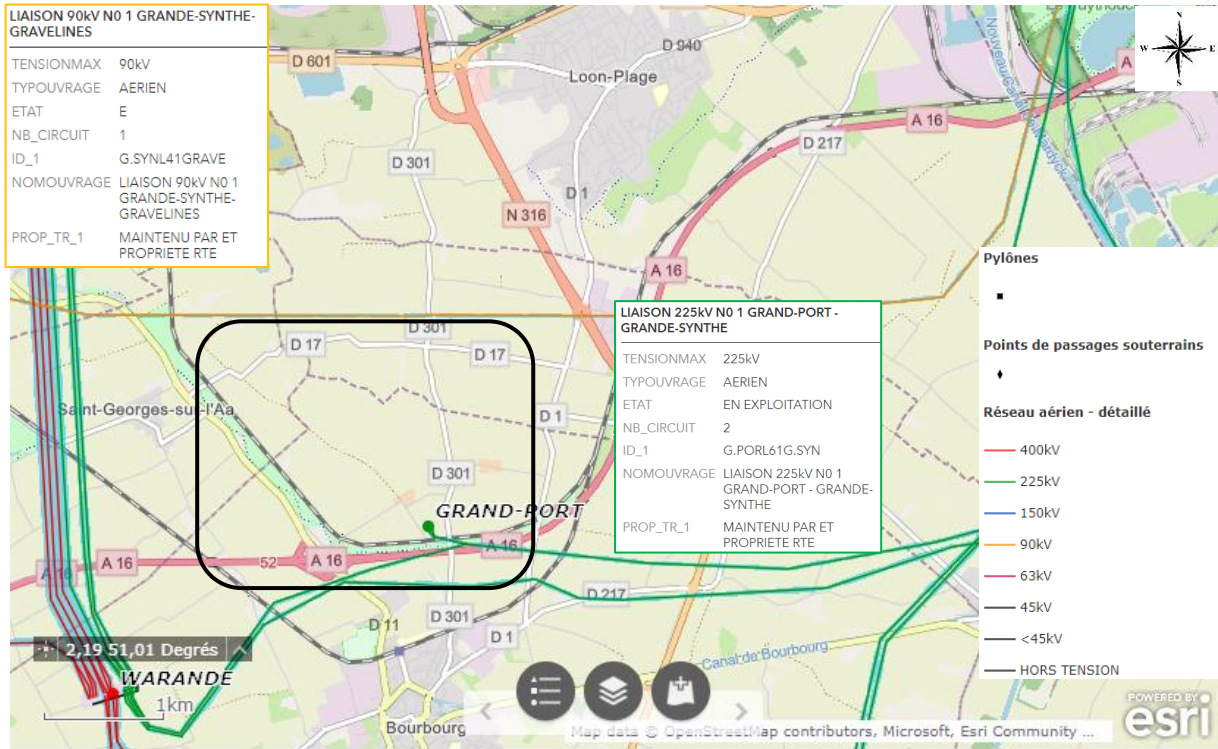 LIAISON 90kV N0 1 GRANDE-SYNTHE-
GRAVELINES
TENSIONMAX 90kV
TYPOUVRAGE AERIEN
ETAT E
NB_CIRCUIT 1
ID_1 G.SYNL41GRAVE
NOMOUVRAGE LIAISON 90kV N0 1
GRANDE-SYNTHE-
GRAVELINES
PROP_TR_1 MAINTENU PAR ET
PROPRIETE RTE
D 601
D 940
Loon-Plage
Nouveau Canal
N
W
E
S
A
A 16
D 217
D 301
D 1
N 316
A 16
D 301
D 17
D 17
Saint-Georges-sur-l'Aa
D 1
D 301
GRAND-PORT
A 16
52
A 16
A 16
A 16
D 217
D 301
D 11
D 1
Canal de Bourbourg
2,19 51,01 Degrés
WARANDE
1km
Bourbourg
LIAISON 225kV N0 1 GRAND-PORT -
GRANDE-SYNTHE
TENSIONMAX 225kV
TYPOUVRAGE AERIEN
ETAT EN EXPLOITATION
NB_CIRCUIT 2
ID_1 G.PORL61G.SYN
NOMOUVRAGE LIAISON 225kV N0 1
GRAND-PORT - GRANDE-
SYNTHE
PROP_TR_1 MAINTENU PAR ET
PROPRIETE RTE
Pylônes
Points de passages souterrains
Réseau aérien - détaillé
400kV
225kV
150kV
90kV
63kV
45kV
<45kV
HORS TENSION
Map data © OpenStreetMap contributors, Microsoft, Esri Community ...
POWERED BY
esri